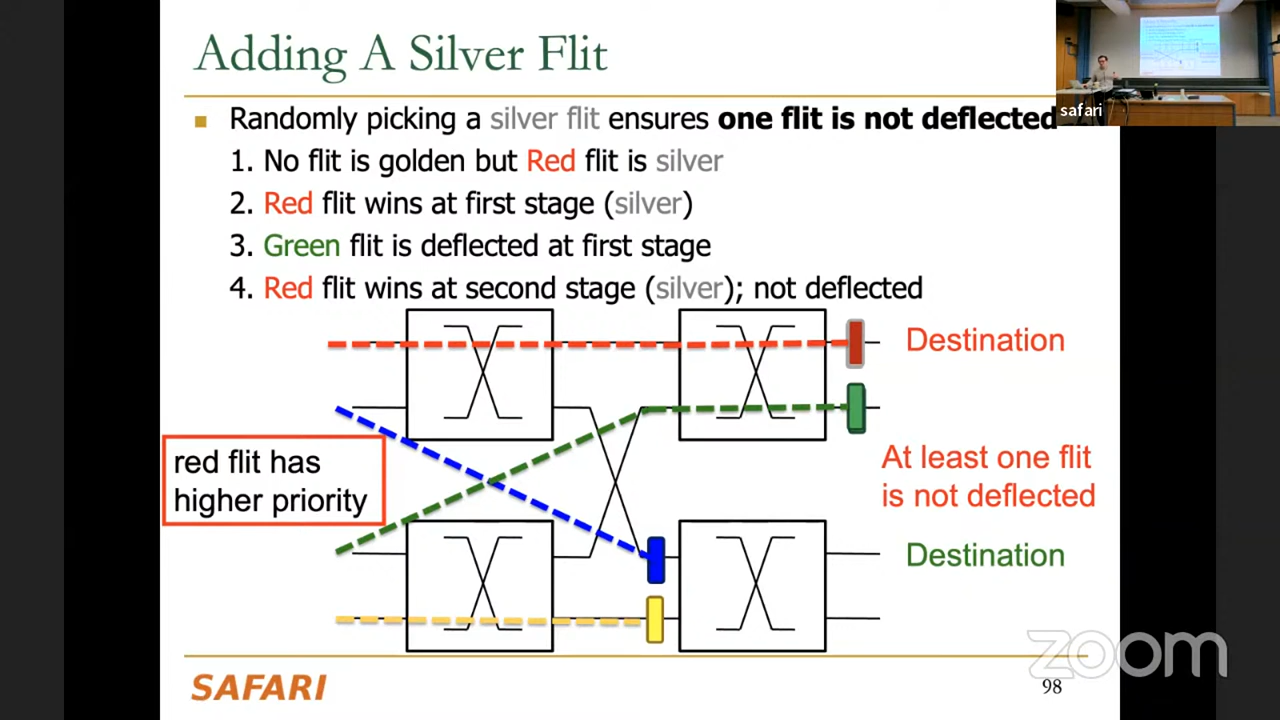 Adding A Silver Flit
safari
Randomly picking a silver flit ensures one flit is not deflected
1. No flit is golden but Red flit is silver
2. Red flit wins at first stage (silver)
3. Green flit is deflected at first stage
4. Red flit wins at second stage (silver); not deflected
Destination
red flit has
higher priority
At least one flit
is not deflected
Destination
zoom
SAFARI
98